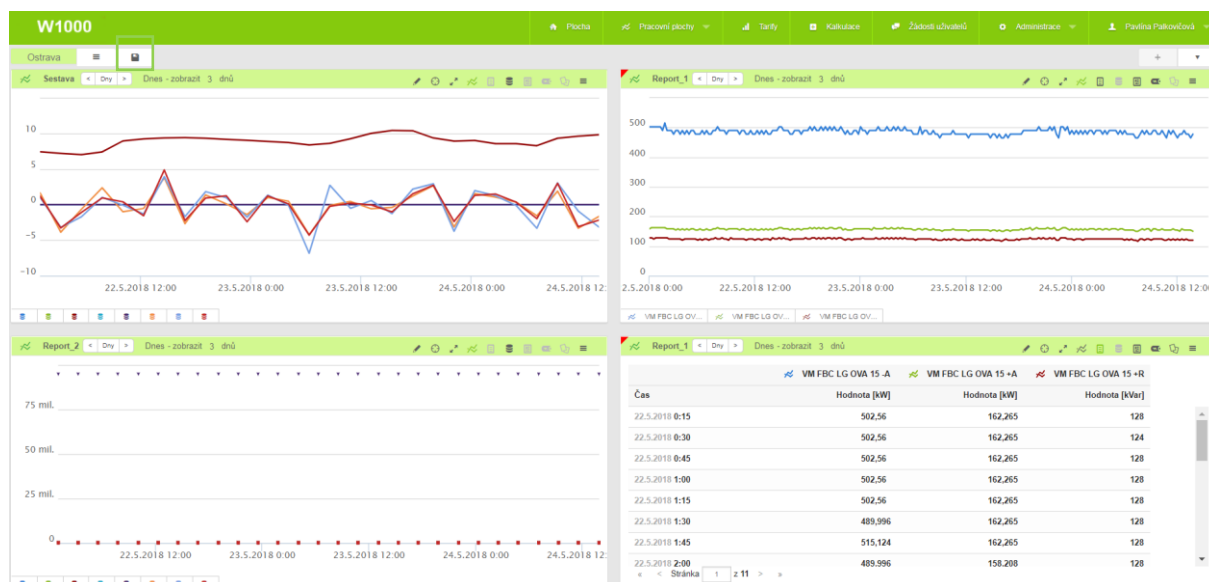 W1000 Plocha Pracovní plochy Tarify Kalkulace Žádosti uživatelů Administrace Pavlína Palkovičová
Ostrava
Sestava < Dny > Dnes - zobrazit 3 dnů
10
5
0
−5
−10
22.5.2018 12:00 23.5.2018 0:00 23.5.2018 12:00 24.5.2018 0:00 24.5.2018 12:
Report_1 < Dny > Dnes - zobrazit 3 dnů
500
400
300
200
100
0
2.5.2018 0:00 22.5.2018 12:00 23.5.2018 0:00 23.5.2018 12:00 24.5.2018 0:00 24.5.2018 12:0
VM FBC LG OV... VM FBC LG OV... VM FBC LG OV...
Report_2 < Dny > Dnes - zobrazit 3 dnů
75 mil.
50 mil.
25 mil.
0
22.5.2018 12:00 23.5.2018 0:00 23.5.2018 12:00 24.5.2018 0:00 24.5.2018 12:
Report_1 < Dny > Dnes - zobrazit 3 dnů
VM FBC LG OVA 15 -A VM FBC LG OVA 15 +A VM FBC LG OVA 15 +R
Čas Hodnota [kW] Hodnota [kW] Hodnota [kVar]
22.5.2018 0:15 502,56 162,265 128
22.5.2018 0:30 502,56 162,265 124
22.5.2018 0:45 502,56 162,265 128
22.5.2018 1:00 502,56 162,265 128
22.5.2018 1:15 502,56 162,265 128
22.5.2018 1:30 489,996 162,265 128
22.5.2018 1:45 515,124 162,265 128
22.5.2018 2:00 489,996 158,208 128
« < Stránka 1 z 11 > »